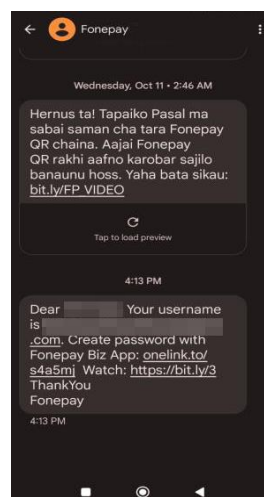 Fonepay
Wednesday, Oct 11 • 2:46 AM
Hernus ta! Tapaiko Pasal ma
sabai saman cha tara Fonepay
QR chaina. Aajai Fonepay
QR rakhi aafno karobar sajilo
banaunu hoss. Yaha bata sikau:
bit.ly/FP_VIDEO
Tap to load preview
4:13 PM
Dear Your username
is
.com. Create password with
Fonepay Biz App: onelink.to/
s4a5mj Watch: https://bit.ly/3
ThankYou
Fonepay
4:13 PM